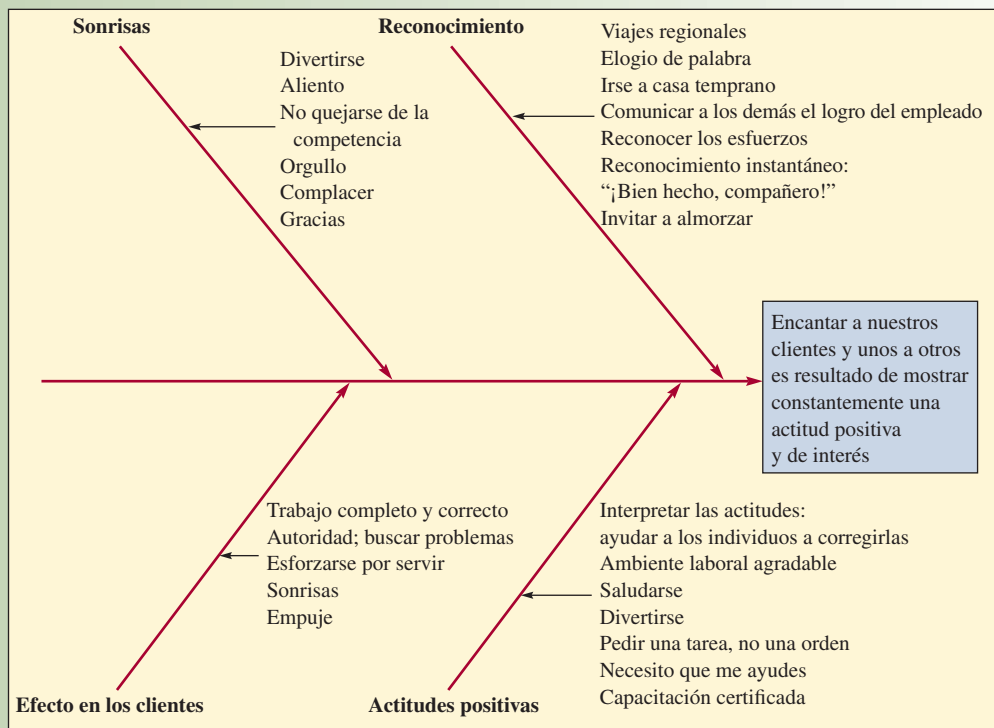 Sonrisas
Divertirse
Aliento
No quejarse de la
competencia
Orgullo
Complacer
Gracias
Reconocimiento
Viajes regionales
Elogio de palabra
Irse a casa temprano
Comunicar a los demás el logro del empleado
Reconocer los esfuerzos
Reconocimiento instantáneo:
“¡Bien hecho, compañero!”
Invitar a almorzar
Encantar a nuestros
clientes y unos a otros
es resultado de mostrar
constantemente una
actitud positiva
y de interés
Trabajo completo y correcto
Autoridad; buscar problemas
Esforzarse por servir
Sonrisas
Empuje
Efecto en los clientes
Interpretar las actitudes:
ayudar a los individuos a corregirlas
Ambiente laboral agradable
Saludarse
Divertirse
Pedir una tarea, no una orden
Necesito que me ayudes
Capacitación certificada
Actitudes positivas